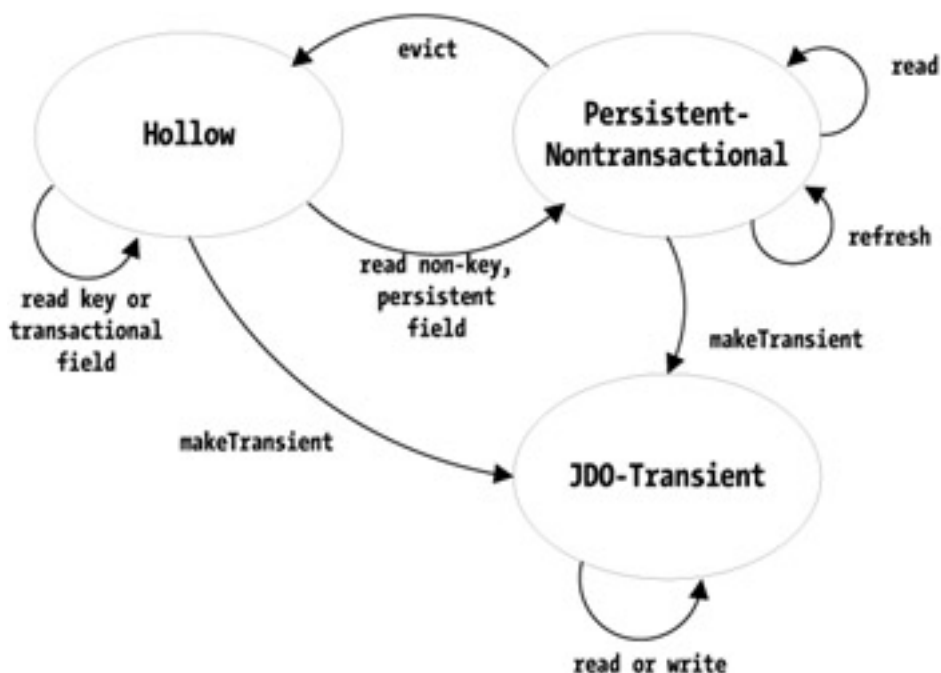 evict
read
Hollow
Persistent-
Nontransactional
refresh
read non-key,
persistent
field
read key or
transactional
field
makeTransient
makeTransient
JDO-Transient
read or write